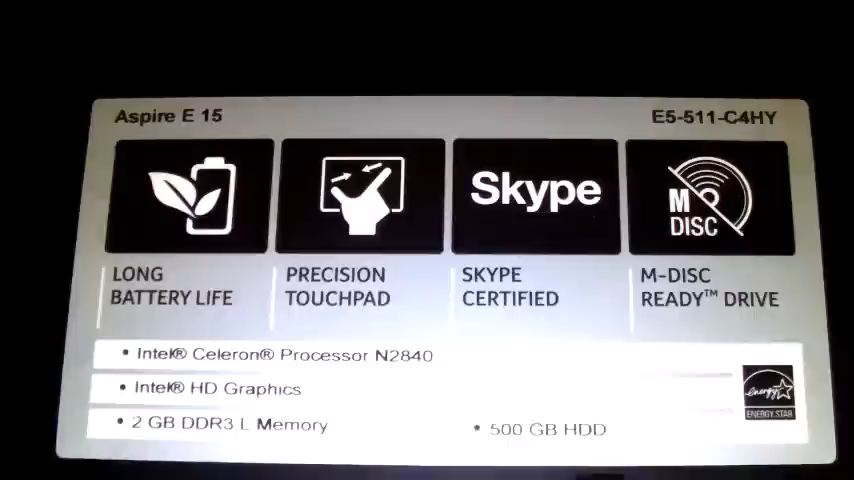 Aspire E 15
E5-511-C4HY
Skype
M DISC
LONG BATTERY LIFE
PRECISION TOUCHPAD
SKYPE CERTIFIED
M-DISC READY™ DRIVE
• Intel® Celeron® Processor N2840
• Intel® HD Graphics
• 2 GB DDR3 L Memory
• 500 GB HDD
energy
ENERGY STAR